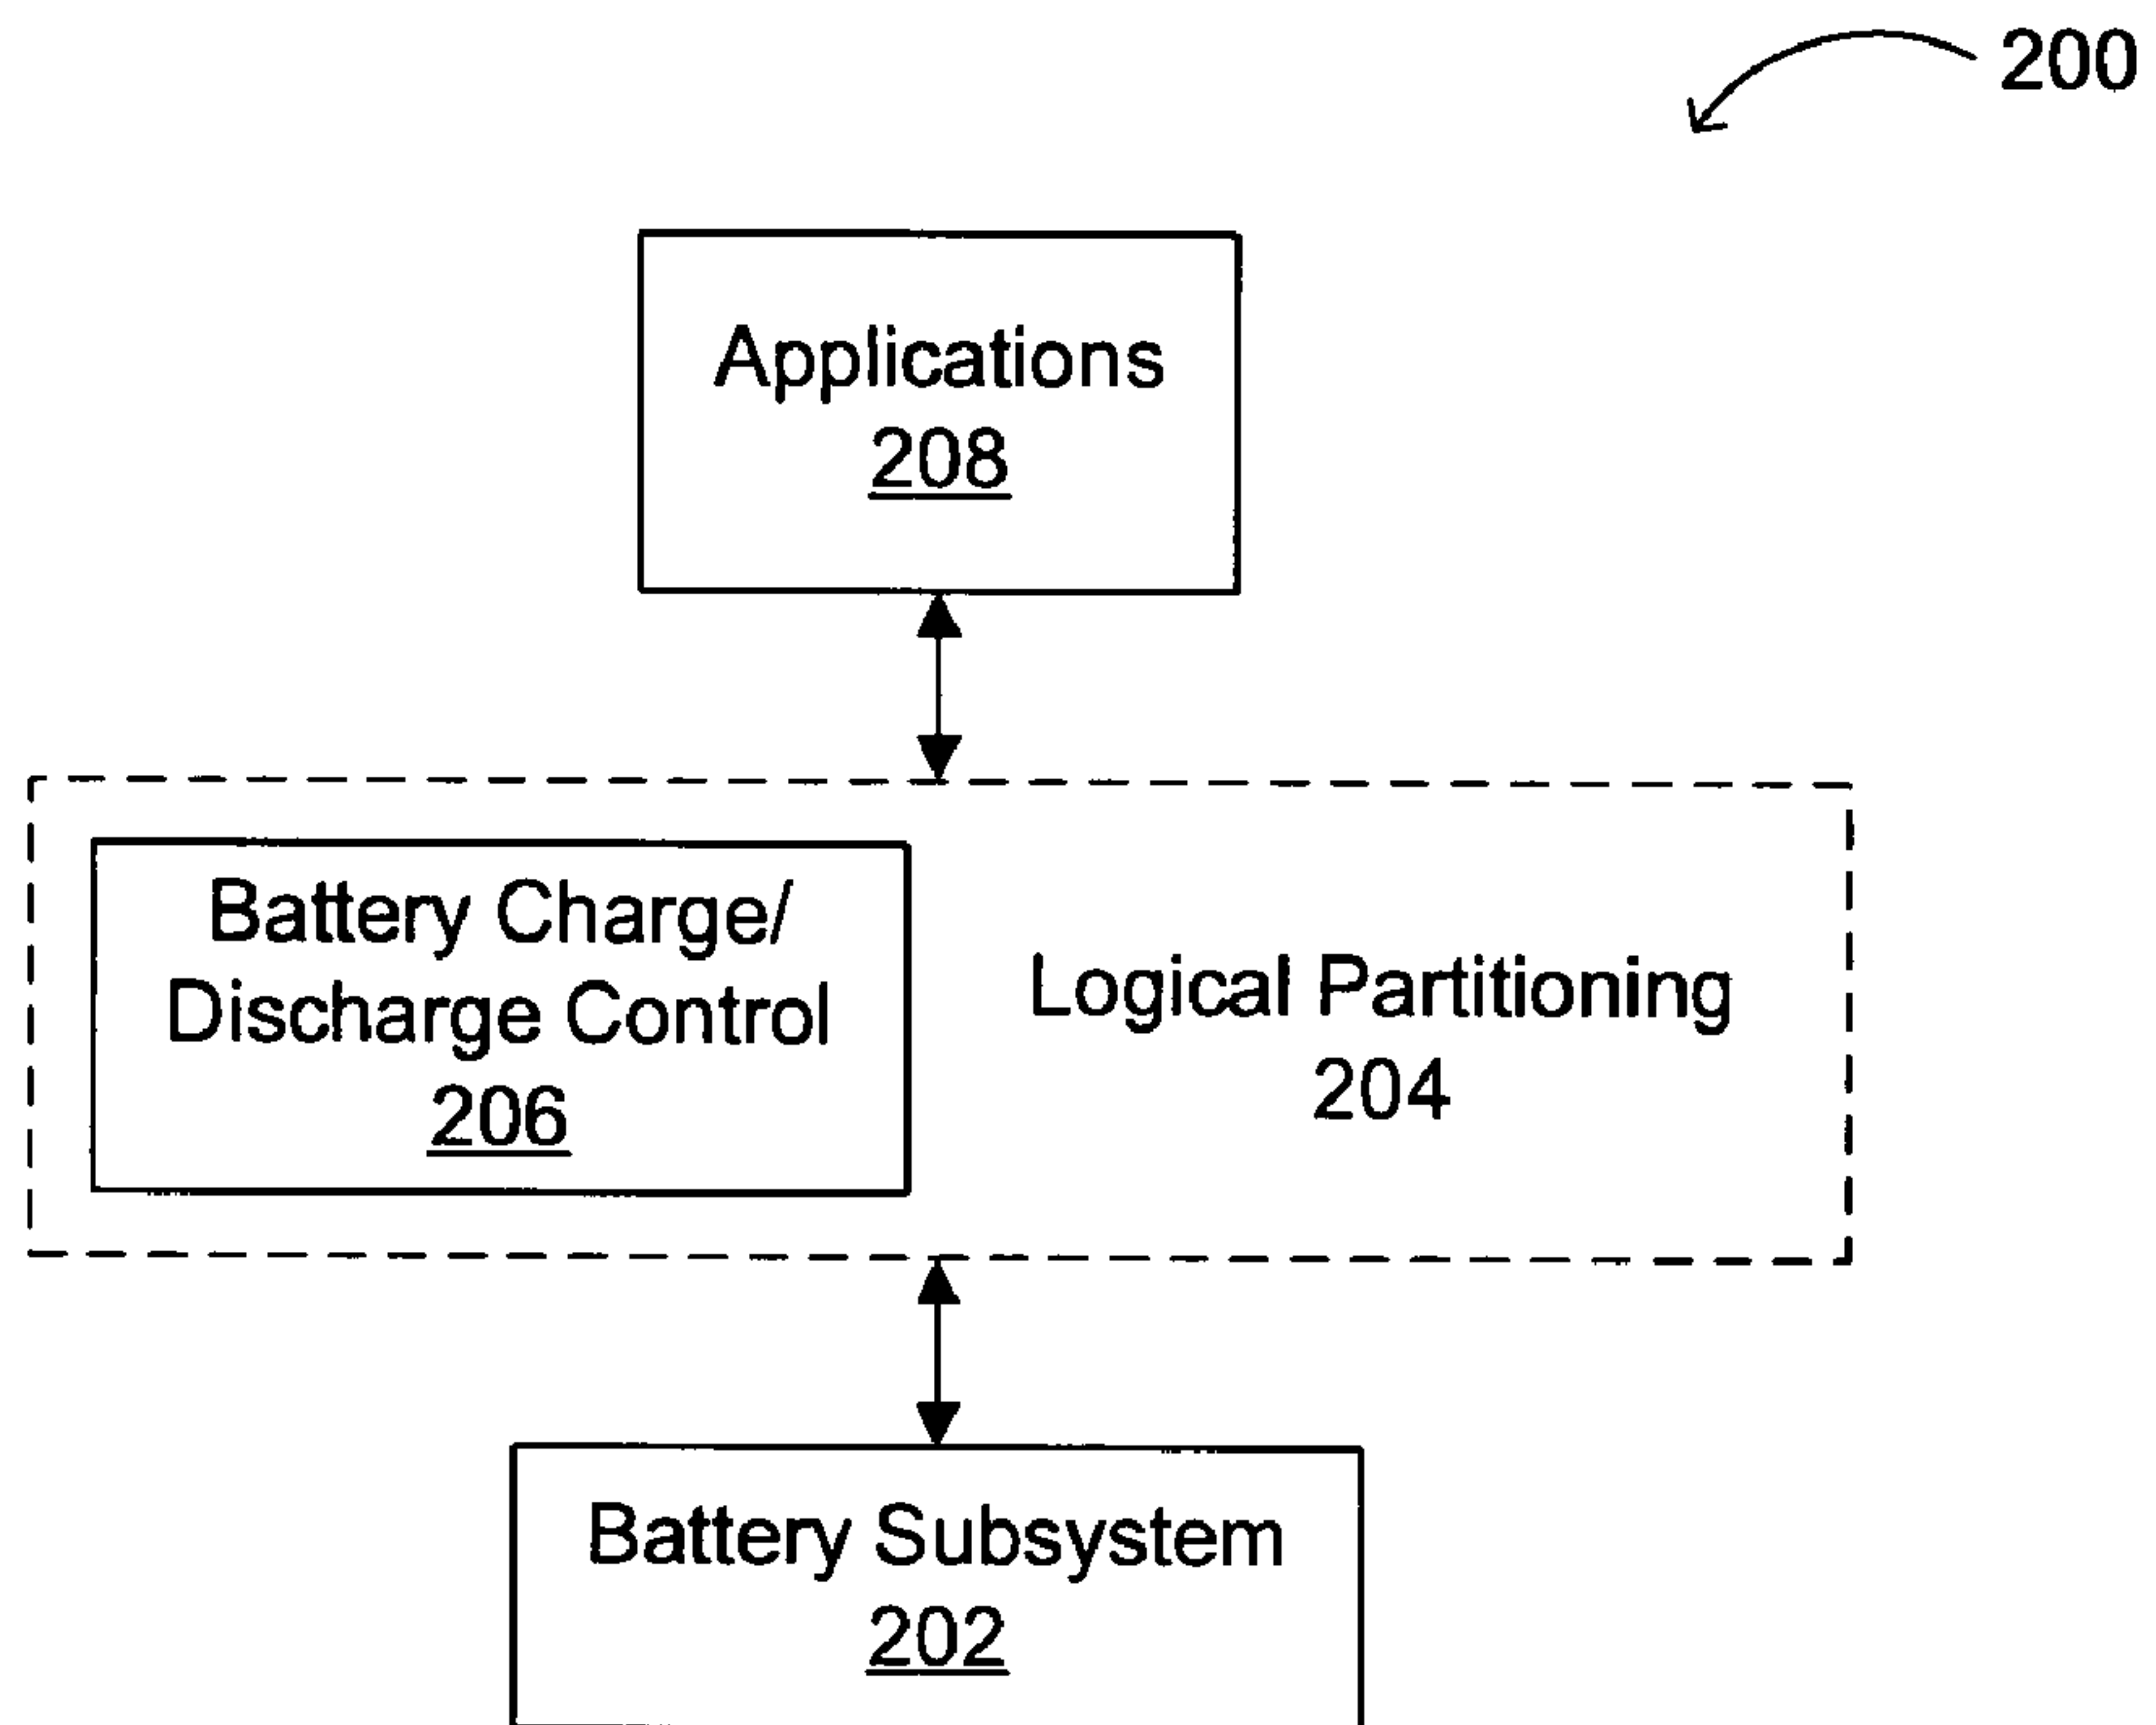 200
Applications
208
Battery Charge/
Discharge Control
206
Logical Partitioning
204
Battery Subsystem
202